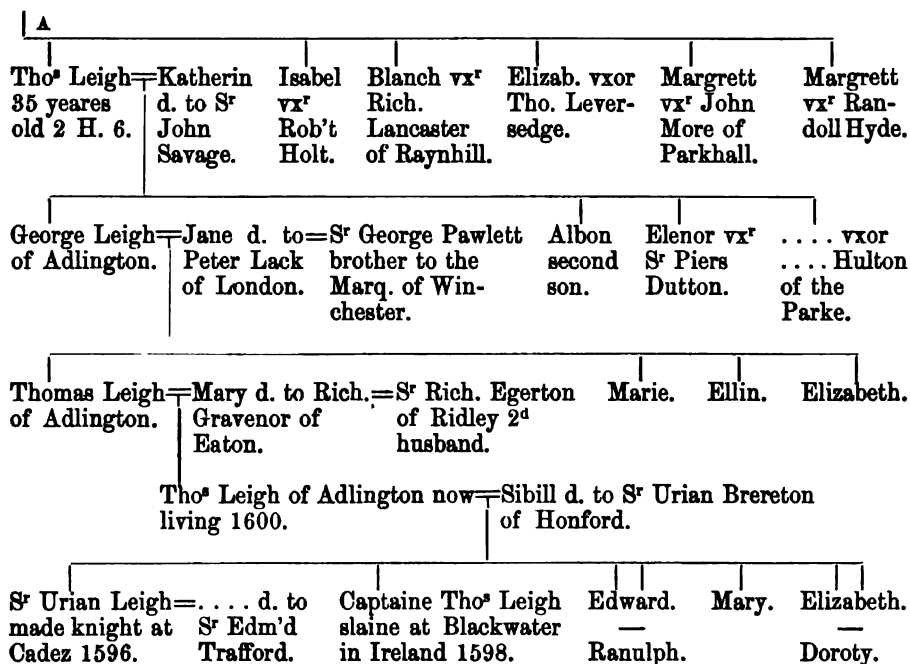 A
Thoˢ Leigh=Katherin Isabel Blanch vxʳ Elizab. vxor Margrett Margrett
35 yeares d. to Sʳ vxʳ Rich. Tho. Lever- vxʳ John vxʳ Ran-
old 2 H. 6. John Rob't Lancaster sedge. More of doll Hyde.
Savage. Holt. of Raynhill. Parkhall.
George Leigh=Jane d. to=Sʳ George Pawlett Albon Elenor vxʳ .... vxor
of Adlington. Peter Lack brother to the second Sʳ Piers .... Hulton
of London. Marq. of Win- son. Dutton. of the
chester. Parke.
Thomas Leigh=Mary d. to Rich.=Sʳ Rich. Egerton Marie. Ellin. Elizabeth.
of Adlington. Gravenor of of Ridley 2ᵈ
Eaton. husband.
Thoˢ Leigh of Adlington now=Sibill d. to Sʳ Urian Brereton
living 1600. of Honford.
Sʳ Urian Leigh=.... d. to Captaine Thoˢ Leigh Edward. Mary. Elizabeth.
made knight at Sʳ Edm'd slaine at Blackwater — —
Cadez 1596. Trafford. in Ireland 1598. Ranulph. Doroty.